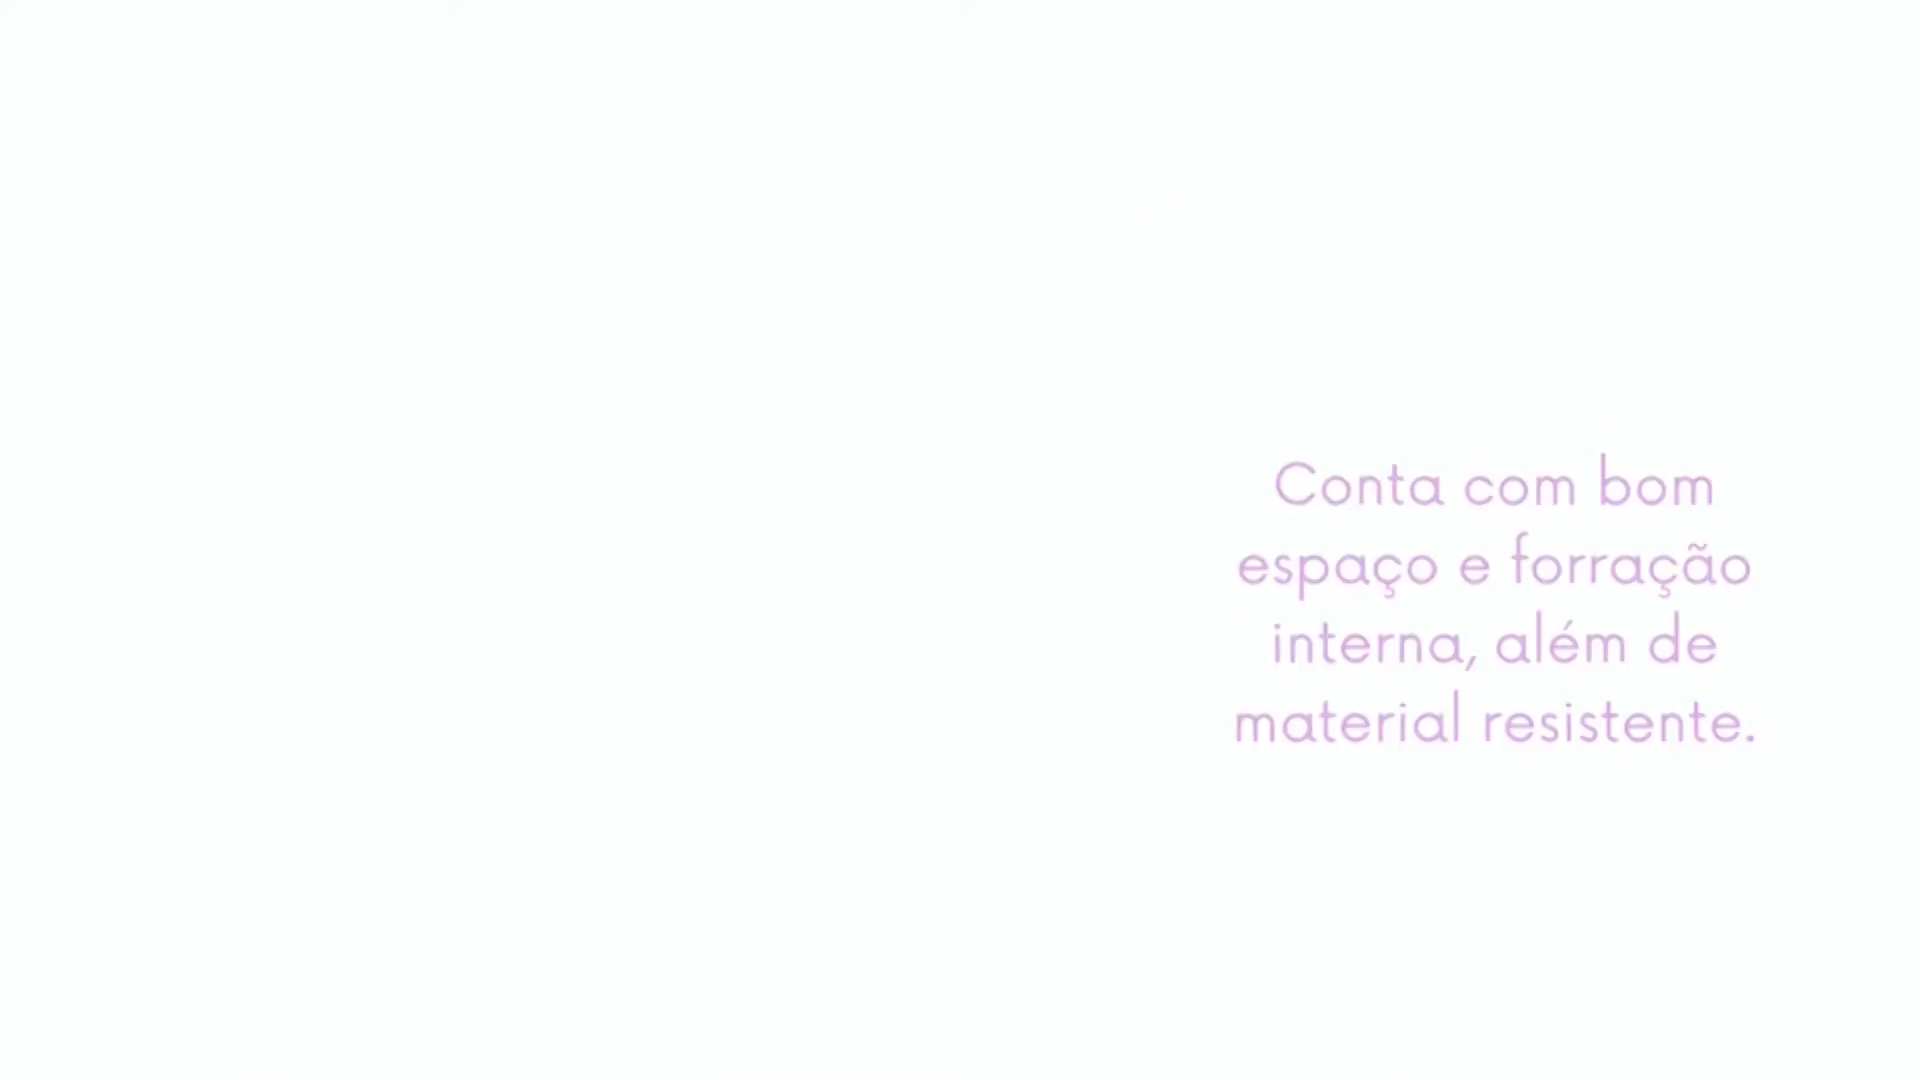 Conta com bom
espaço e forração
interna, além de
material resistente.